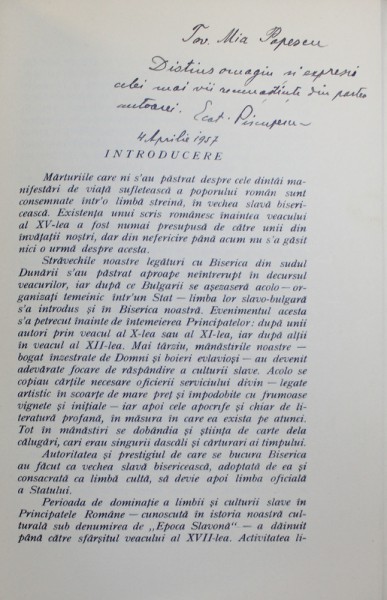 Tov. Mia Popescu
Distins omagiu și expresia
celei mai vii recunoștințe din partea
autoarei. Ecat.
4 Aprilie 1957
INTRODUCERE
Mărturiile care ni s'au păstrat despre cele dintâi ma-
nifestări de viață sufletească a poporului român sunt
consemnate într'o limbă streină, în vechea slavă biseri-
cească. Existența unui scris românesc înaintea veacului
al XV-lea a fost numai presupusă de către unii din
învățații noștri, dar din nefericire până acum nu s'a găsit
nici o urmă despre acesta.
Străvechile noastre legături cu Biserica din sudul
Dunării s'au păstrat aproape neîntrerupt în decursul
veacurilor, iar după ce Bulgarii se așezaseră acolo — or-
ganizați temeinic într'un Stat — limba lor slavo-bulgară
s'a introdus și în Biserica noastră. Evenimentul acesta
s'a petrecut înainte de întemeierea Principatelor: după unii
autori prin veacul al X-lea sau al XI-lea, iar după alții
în veacul al XII-lea. Mai târziu, mănăstirile noastre —
bogat înzestrate de Domni și boieri evlavioși — au devenit
adevărate focare de răspândire a culturii slave. Acolo se
copiau cărțile necesare oficierii serviciului divin — legate
artistic în scoarțe de mare preț și împodobite cu frumoase
vignete și inițiale — iar apoi cele apocrife și chiar de li-
teratură profană, în măsura în care ea exista pe atunci.
Tot în mănăstiri se dobândia și știința de carte dela
călugări, cari erau singurii dascăli și cărturari ai timpului.
Autoritatea și prestigiul de care se bucura Biserica
au făcut ca vechea slavă bisericească, adoptată de ea și
consacrată ca limbă cultă, să devie apoi limba oficială
a Statului.
Perioada de dominație a limbii și culturii slave în
Principatele Române — cunoscută în istoria noastră cul-
turală sub denumirea de „Epoca Slavonă“ — a dăinuit
până către sfârșitul veacului al XVII-lea. Activitatea li-